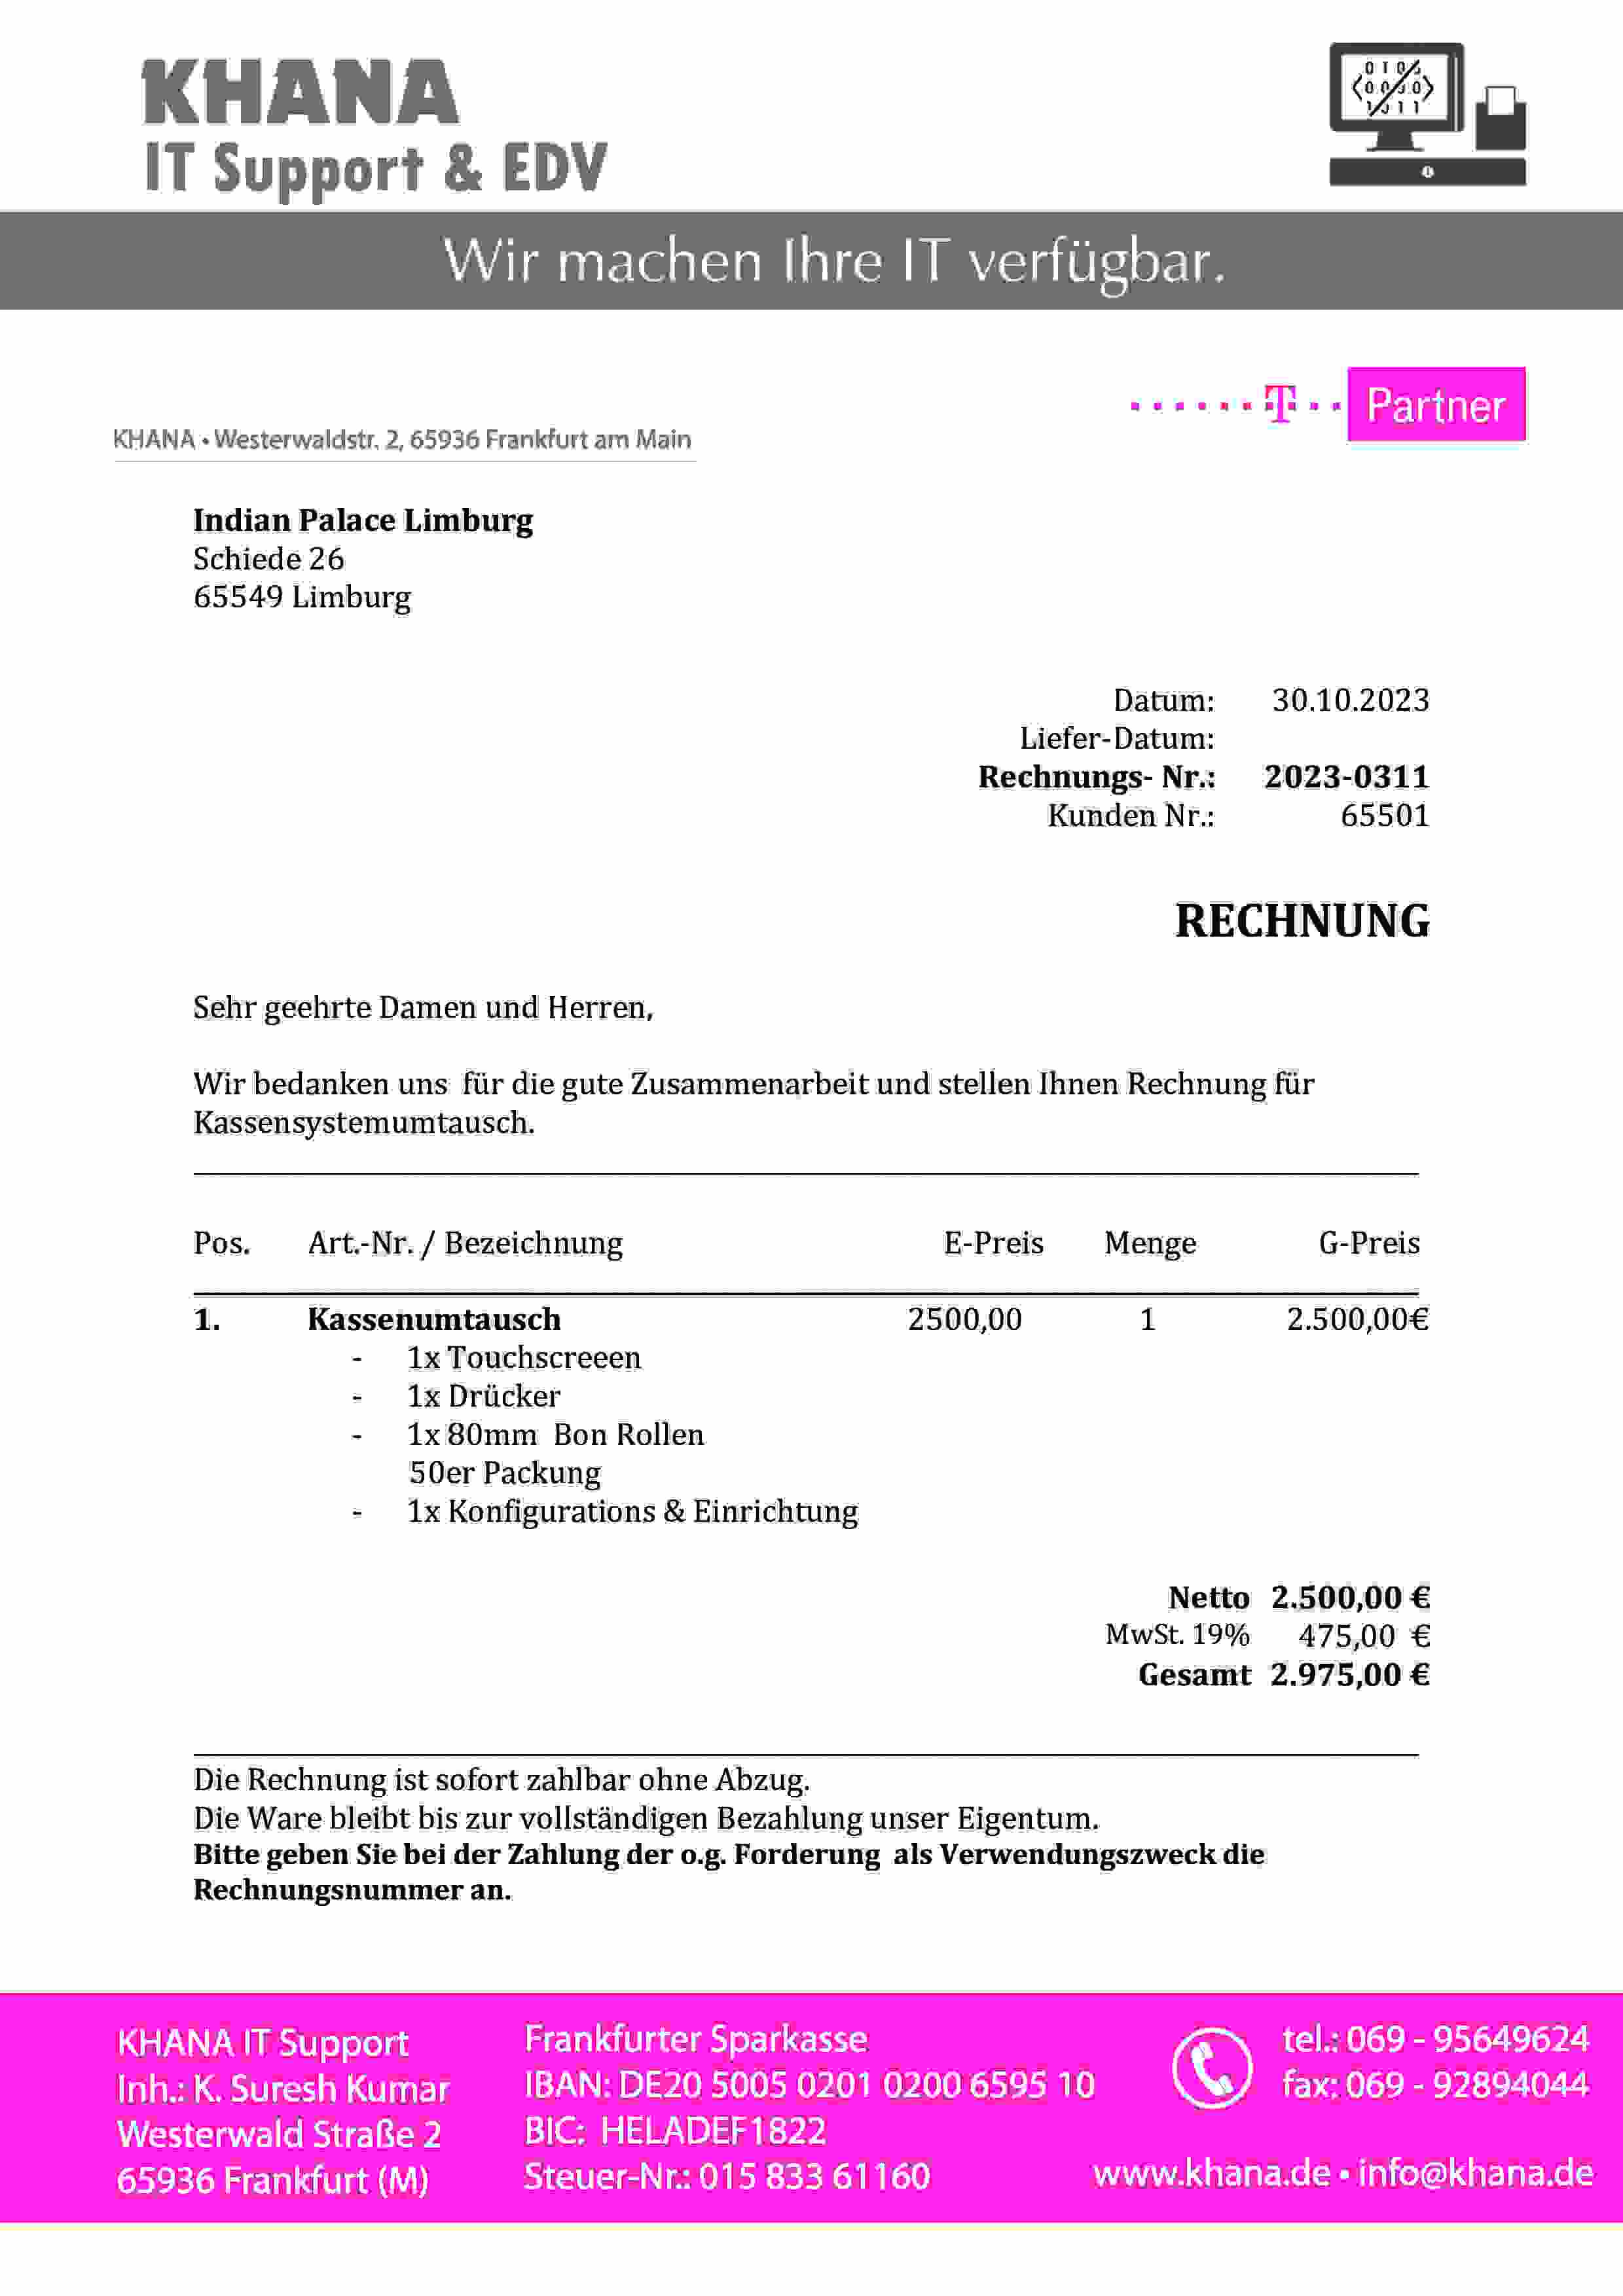 KHANA
IT Support & EDV
Wir machen Ihre IT verfügbar.
T Partner
KHANA • Westerwaldstr. 2, 65936 Frankfurt am Main
Indian Palace Limburg
Schiede 26
65549 Limburg
Datum: 30.10.2023
Liefer-Datum:
Rechnungs- Nr.: 2023-0311
Kunden Nr.: 65501
RECHNUNG
Sehr geehrte Damen und Herren,
Wir bedanken uns für die gute Zusammenarbeit und stellen Ihnen Rechnung für
Kassensystemumtausch.
Pos. Art.-Nr. / Bezeichnung E-Preis Menge G-Preis
1. Kassenumtausch 2500,00 1 2.500,00€
- 1x Touchscreeen
- 1x Drücker
- 1x 80mm Bon Rollen
50er Packung
- 1x Konfigurations & Einrichtung
Netto 2.500,00 €
MwSt. 19% 475,00 €
Gesamt 2.975,00 €
Die Rechnung ist sofort zahlbar ohne Abzug.
Die Ware bleibt bis zur vollständigen Bezahlung unser Eigentum.
Bitte geben Sie bei der Zahlung der o.g. Forderung als Verwendungszweck die
Rechnungsnummer an.
KHANA IT Support
Inh.: K. Suresh Kumar
Westerwald Straße 2
65936 Frankfurt (M)
Frankfurter Sparkasse
IBAN: DE20 5005 0201 0200 6595 10
BIC: HELADEF1822
Steuer-Nr.: 015 833 61160
tel.: 069 - 95649624
fax: 069 - 92894044
www.khana.de • info@khana.de